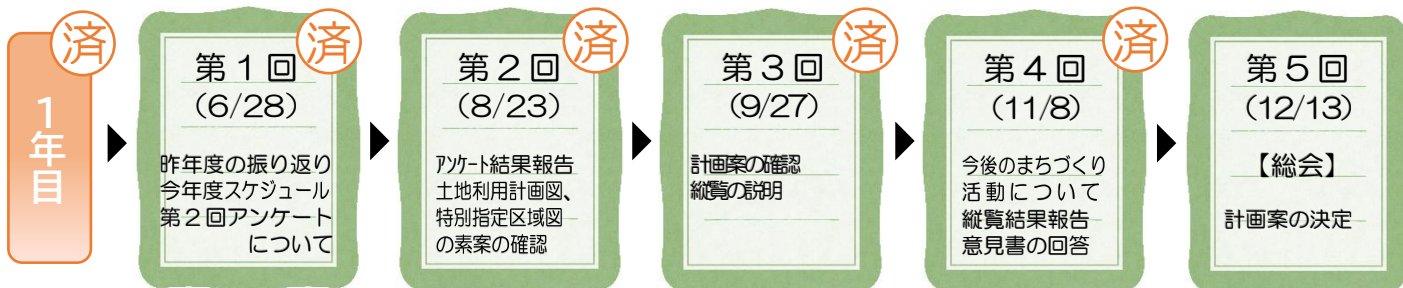 済
1年目
済
第1回
(6/28)
昨年度の振り返り
今年度スケジュール
第2回アンケート
について
済
第2回
(8/23)
アンケート結果報告
土地利用計画図、
特別指定区域図
の素案の確認
済
第3回
(9/27)
計画案の確認
縦覧の説明
済
第4回
(11/8)
今後のまちづくり
活動について
縦覧結果報告
意見書の回答
第5回
(12/13)
【総会】
計画案の決定